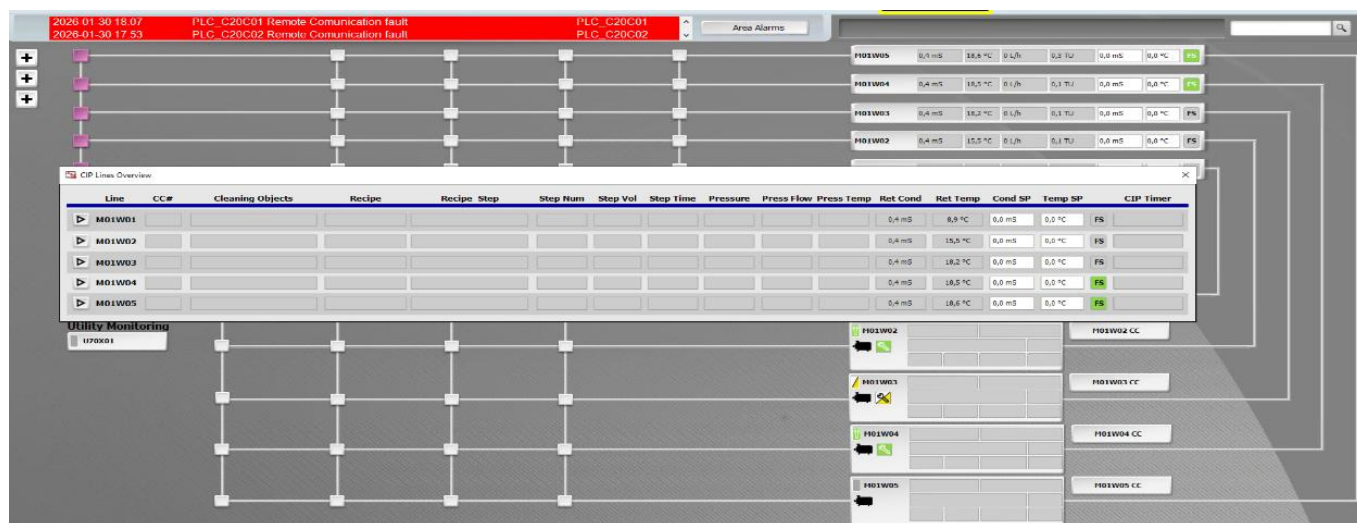 2026 01 30 18.07 PLC_C20C01 Remote Comunication fault PLC_C20C01
2026-01-30 17.53 PLC_C20C02 Remote Comunication fault PLC_C20C02
Area Alarms
M01W05 0,4 mS 18,6 °C 0 L/h 0,3 TU 0,0 mS 0,0 °C FS
M01W04 0,4 mS 18,5 °C 0 L/h 0,1 TU 0,0 mS 0,0 °C FS
M01W03 0,4 mS 18,2 °C 0 L/h 0,1 TU 0,0 mS 0,0 °C FS
M01W02 0,4 mS 15,5 °C 0 L/h 0,1 TU 0,0 mS 0,0 °C FS
CIP Lines Overview
Line CC# Cleaning Objects Recipe Recipe Step Step Num Step Vol Step Time Pressure Press Flow Press Temp Ret Cond Ret Temp Cond SP Temp SP CIP Timer
M01W01 0,4 mS 8,9 °C 0,0 mS 0,0 °C FS
M01W02 0,4 mS 15,5 °C 0,0 mS 0,0 °C FS
M01W03 0,4 mS 18,2 °C 0,0 mS 0,0 °C FS
M01W04 0,4 mS 18,5 °C 0,0 mS 0,0 °C FS
M01W05 0,4 mS 18,6 °C 0,0 mS 0,0 °C FS
Utility Monitoring
U70X01
M01W02 M01W02 CC
M01W03 M01W03 CC
M01W04 M01W04 CC
M01W05 M01W05 CC